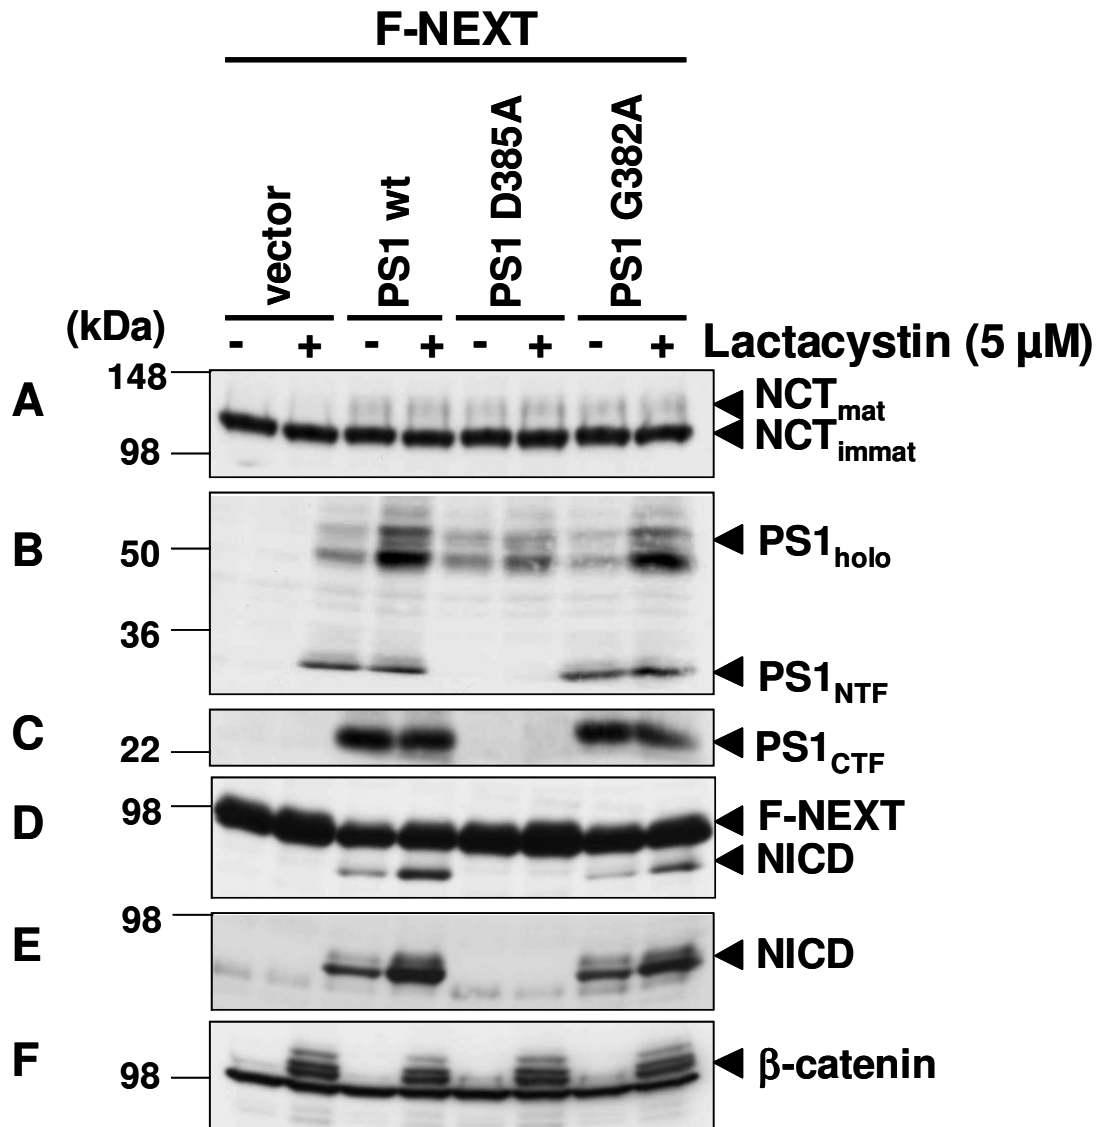 F-NEXT
vector
PS1 wt
PS1 D385A
PS1 G382A
(kDa)
- + - + - + - + Lactacystin (5 µM)
A
148
98
NCTmat
NCTimmat
B
50
36
PS1holo
PS1NTF
C
22
PS1CTF
D
98
F-NEXT
NICD
E
98
NICD
F
98
β-catenin